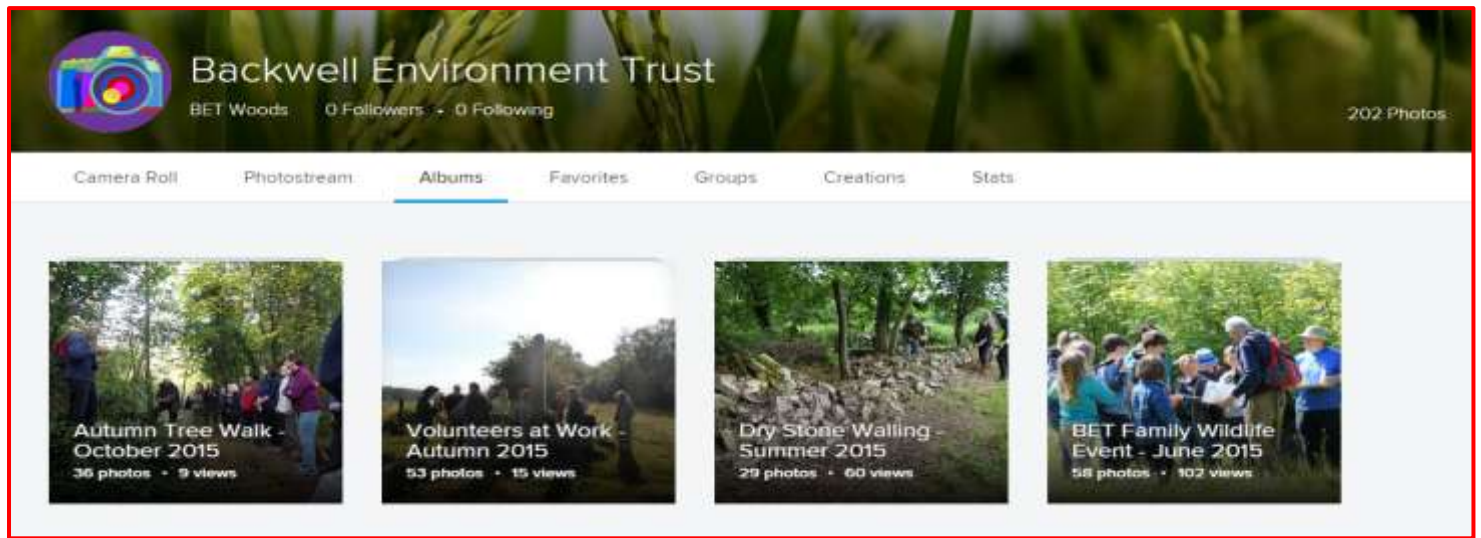 Backwell Environment Trust
BET Woods 0 Followers • 0 Following
202 Photos
Camera Roll Photostream Albums Favorites Groups Creations Stats
Autumn Tree Walk -
October 2015
36 photos • 9 views
Volunteers at Work -
Autumn 2015
53 photos • 15 views
Dry Stone Walling -
Summer 2015
29 photos • 60 views
BET Family Wildlife
Event - June 2015
58 photos • 102 views